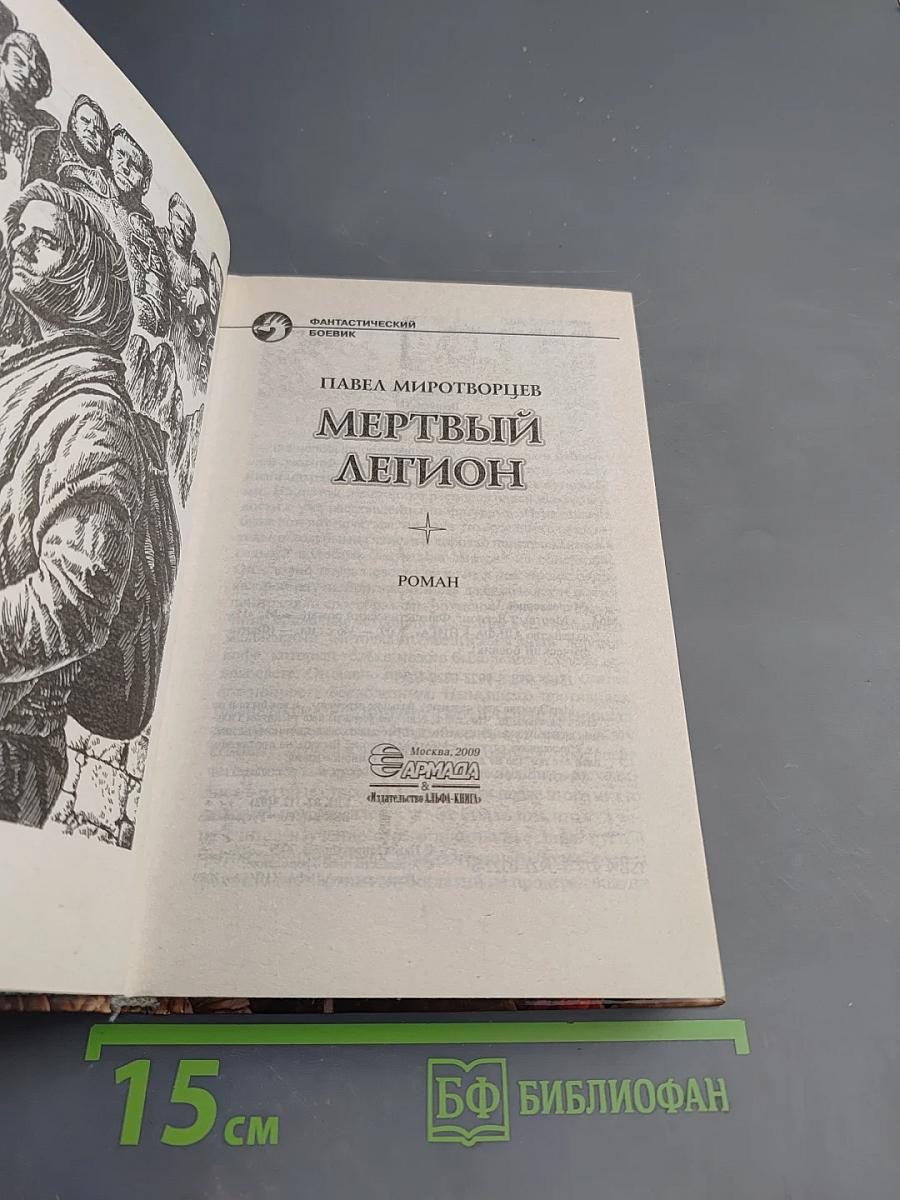 ФАНТАСТИЧЕСКИЙ
БОЕВИК
ПАВЕЛ МИРОТВОРЦЕВ
МЕРТВЫЙ
ЛЕГИОН
РОМАН
Москва, 2009
АРМАДА
&
«Издательство АЛЬФА-КНИГА»
15 см
БФ БИБЛИОФАН